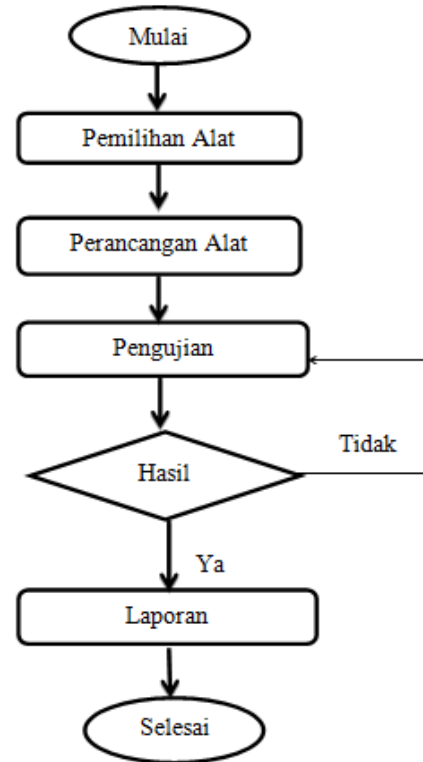 Mulai
Pemilihan Alat
Perancangan Alat
Pengujian
Hasil
Tidak
Ya
Laporan
Selesai